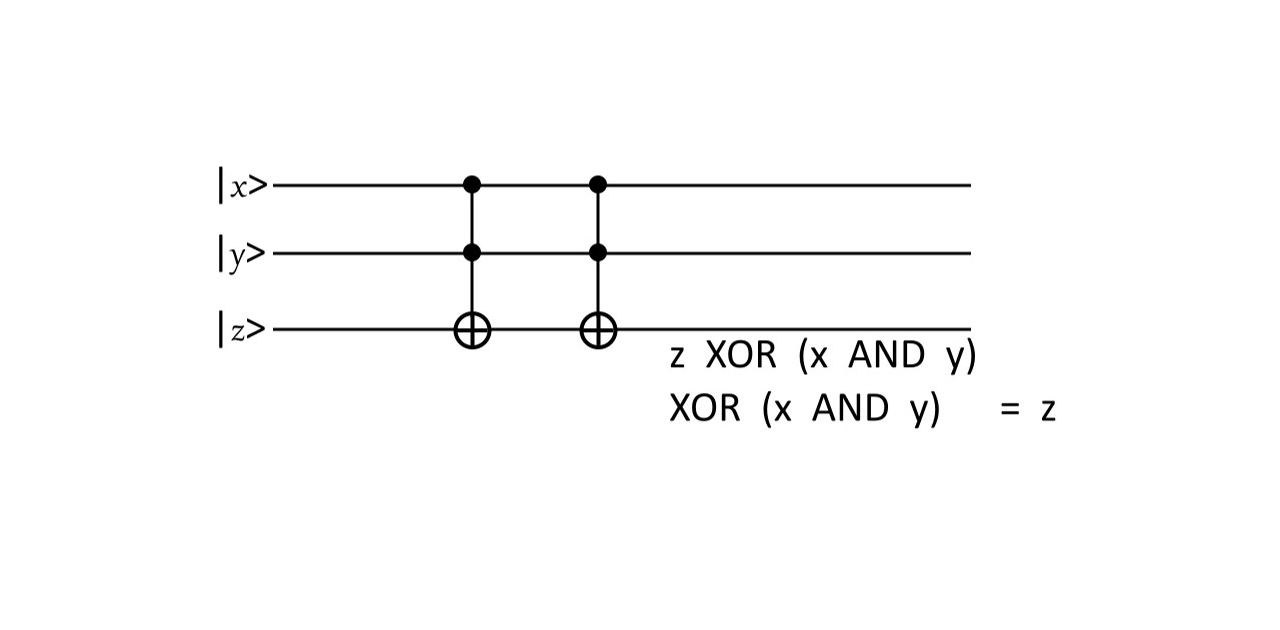 |x>
|y>
|z>
z XOR (x AND y)
XOR (x AND y) = z